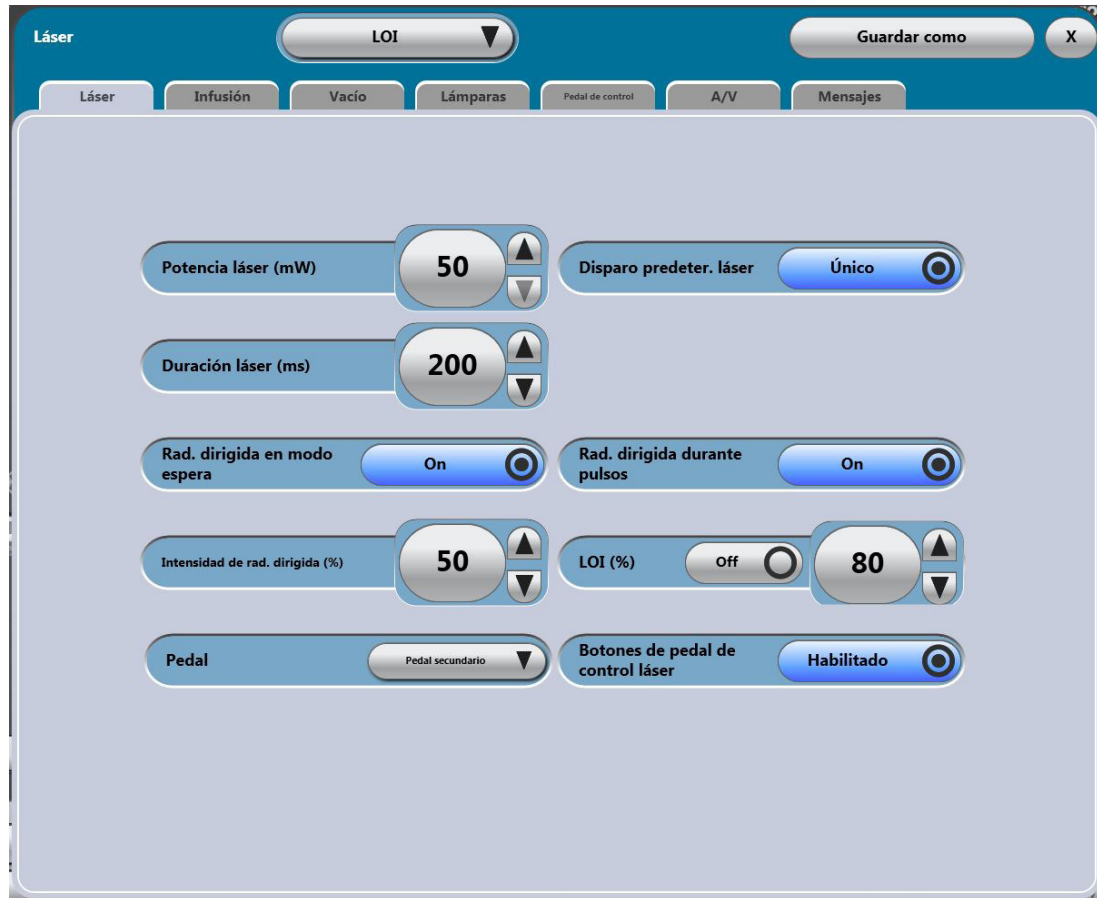 Láser
LOI
Guardar como
X
Láser
Infusión
Vacío
Lámparas
Pedal de control
A/V
Mensajes
Potencia láser (mW)
50
Disparo predeter. láser
Único
Duración láser (ms)
200
Rad. dirigida en modo
espera
On
Rad. dirigida durante
pulsos
On
Intensidad de rad. dirigida (%)
50
LOI (%)
Off
80
Pedal
Pedal secundario
Botones de pedal de
control láser
Habilitado